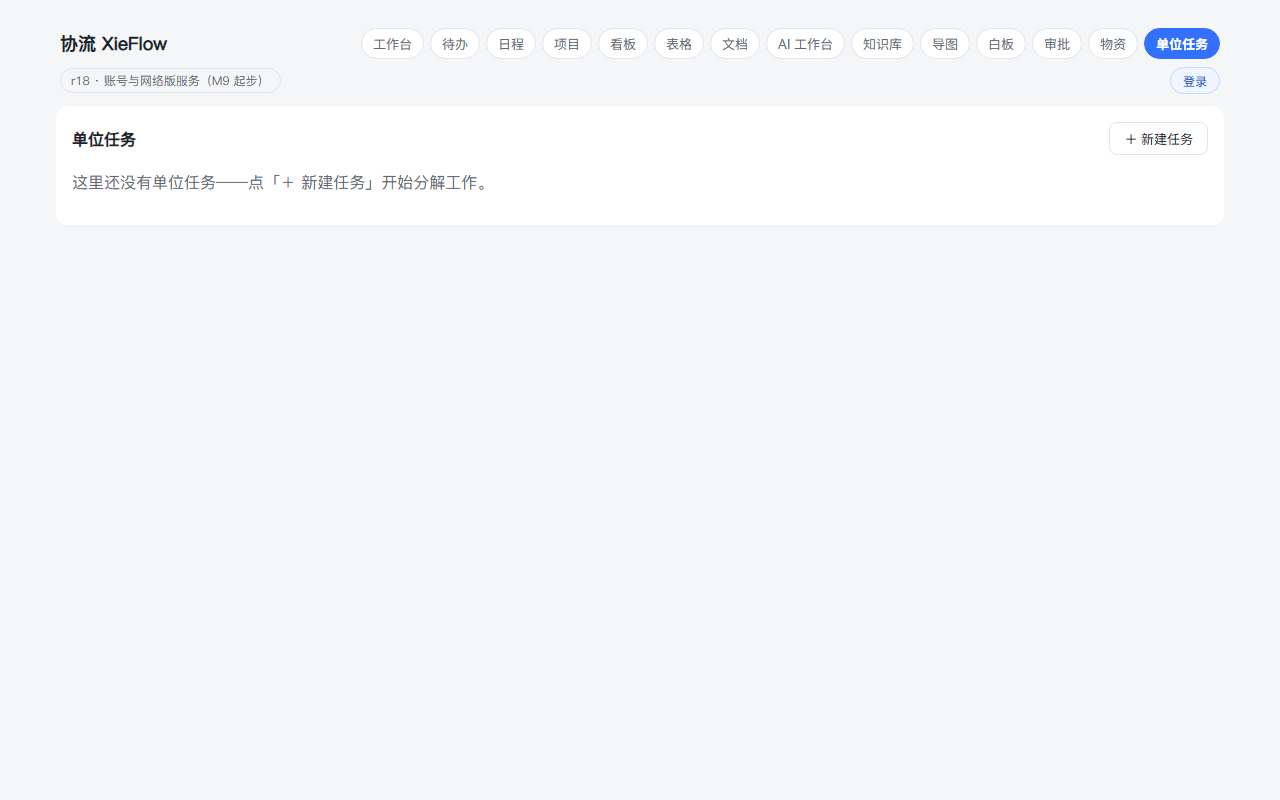 协流 XieFlow
工作台 待办 日程 项目 看板 表格 文档 AI 工作台 知识库 导图 白板 审批 物资 单位任务
r18 · 账号与网络版服务（M9 起步）
登录
单位任务
＋ 新建任务
这里还没有单位任务——点「＋ 新建任务」开始分解工作。